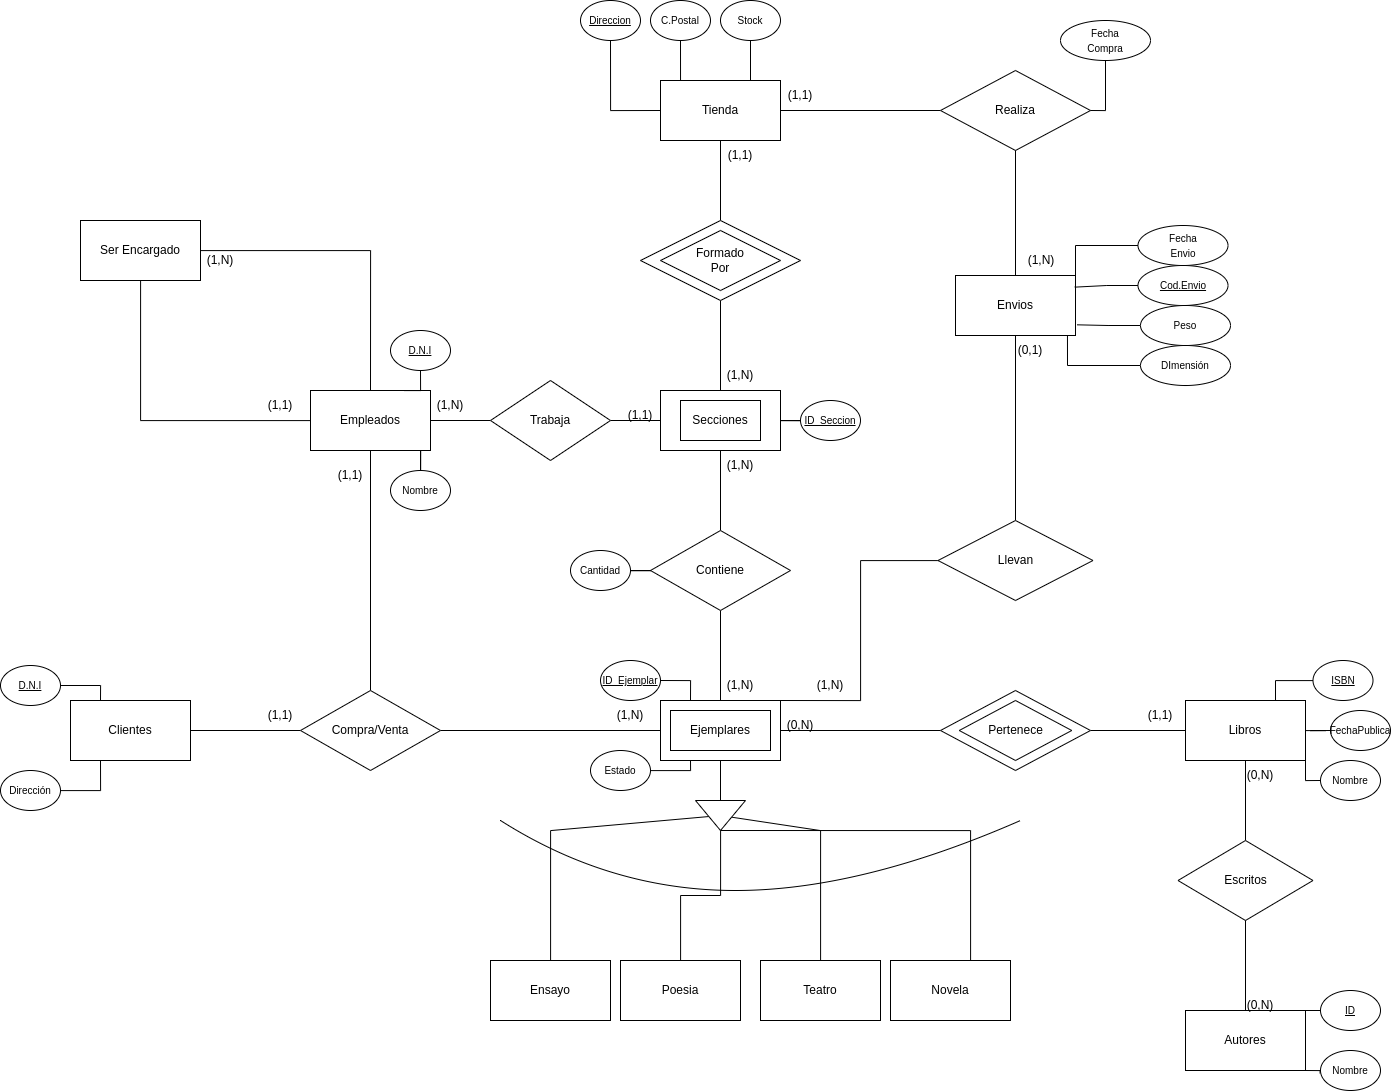 Direccion
C.Postal
Stock
Fecha
Compra
Tienda
(1,1)
Realiza
(1,1)
Ser Encargado
(1,N)
Formado
Por
(1,N)
Fecha
Envio
Cod.Envio
Envios
Peso
(0,1)
DImensión
D.N.I
(1,N)
(1,1)
Empleados
(1,N)
Trabaja
(1,1)
Secciones
ID_Seccion
(1,1)
Nombre
(1,N)
Cantidad
Contiene
Llevan
D.N.I
ID_Ejemplar
(1,N)
(1,N)
ISBN
Clientes
(1,1)
Compra/Venta
(1,N)
Ejemplares
(0,N)
Pertenece
(1,1)
Libros
FechaPublica
Estado
(0,N)
Nombre
Dirección
Escritos
Ensayo
Poesia
Teatro
Novela
(0,N)
ID
Autores
Nombre